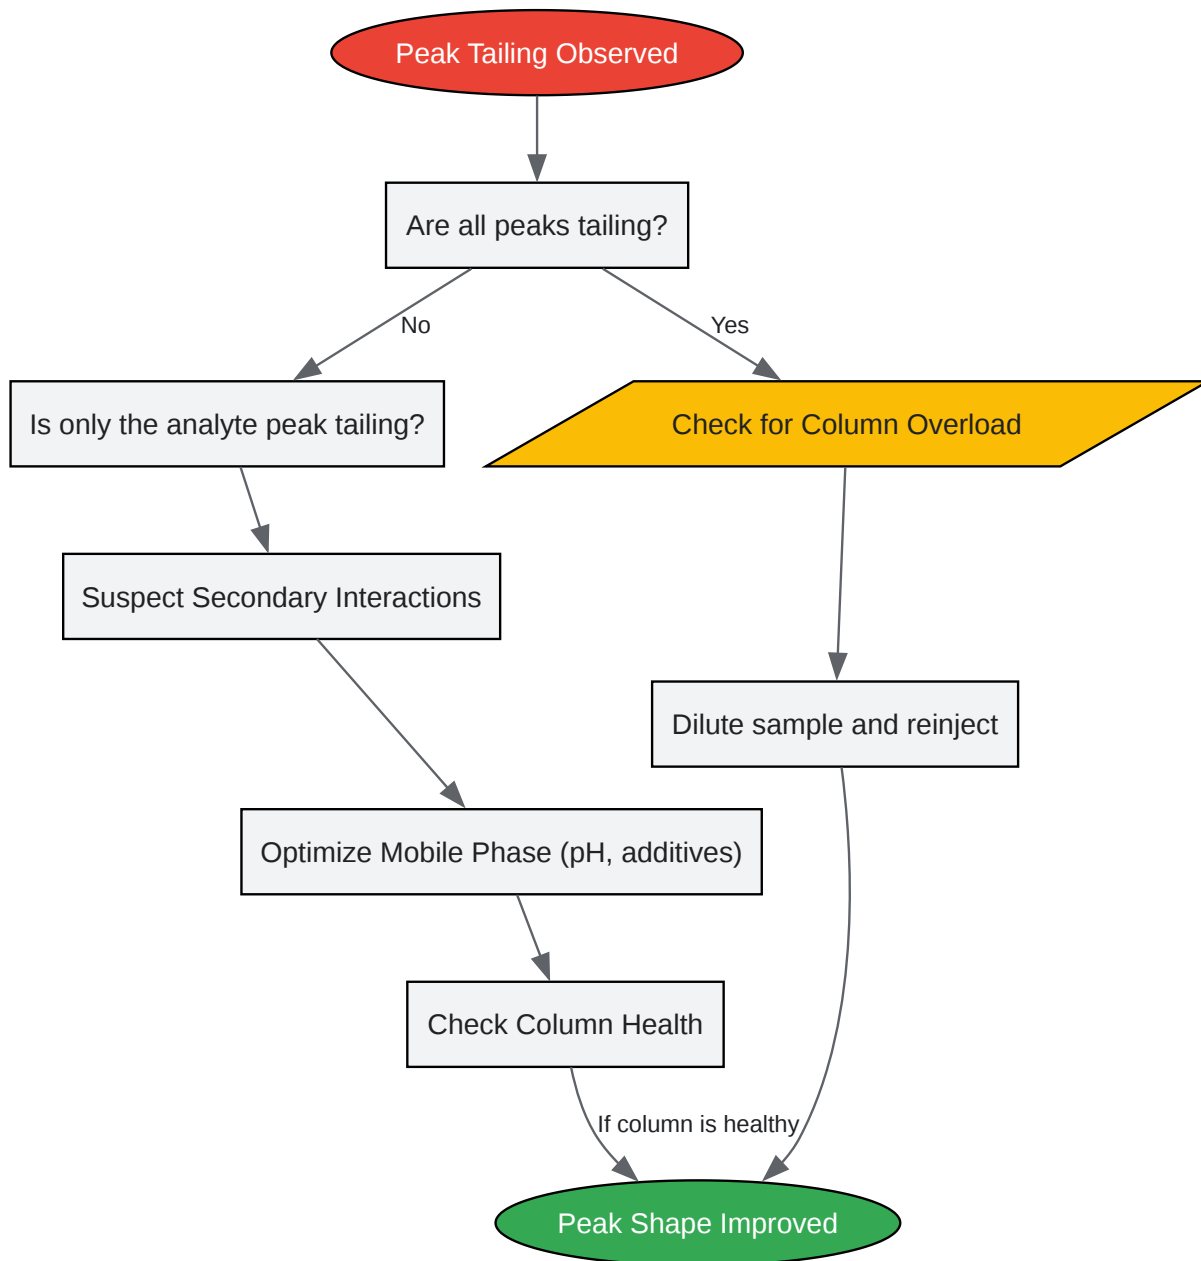 Peak Tailing Observed
Are all peaks tailing?
No
Yes
Is only the analyte peak tailing?
Check for Column Overload
Suspect Secondary Interactions
Dilute sample and reinject
Optimize Mobile Phase (pH, additives)
Check Column Health
If column is healthy
Peak Shape Improved